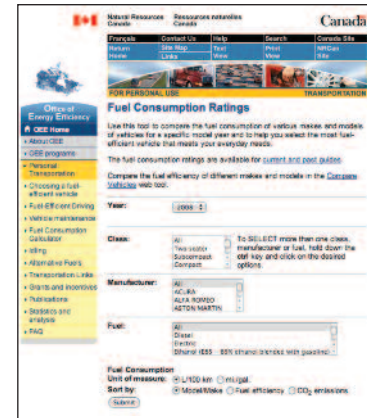 Natural Resources Canada
Ressources naturelles Canada
Canada
Français
Contact Us
Help
Search
Canada Site
Return Home
Site Map
Links
Text View
Print View
NRCan Site
FOR PERSONAL USE
TRANSPORTATION
Office of
Energy Efficiency
OEE Home
About OEE
OEE programs
Personal
Transportation
Choosing a fuel-
efficient vehicle
Fuel-Efficient Driving
Vehicle maintenance
Fuel Consumption
Calculator
Idling
Alternative Fuels
Transportation Links
Grants and incentives
Publications
Statistics and
analysis
FAQ
Fuel Consumption Ratings
Use this tool to compare the fuel consumption of various makes and models
of vehicles for a specific model year and to help you select the most fuel-
efficient vehicle that meets your everyday needs.
The fuel consumption ratings are available for current and past guides.
Compare the fuel efficiency of different makes and models in the Compare
Vehicles web tool.
Year:
2008
Class:
All
Two seater
Subcompact
Compact
To SELECT more than one class,
manufacturer or fuel, hold down the
ctrl key and click on the desired
options.
Manufacturer:
All
ACURA
ALFA ROMEO
ASTON MARTIN
Fuel:
All
Diesel
Electric
Ethanol (E85 85% ethanol blended with gasoline)
Fuel Consumption
Unit of measure: L/100 km mi/gal.
Sort by: Model/Make Fuel efficiency CO2 emissions
Submit